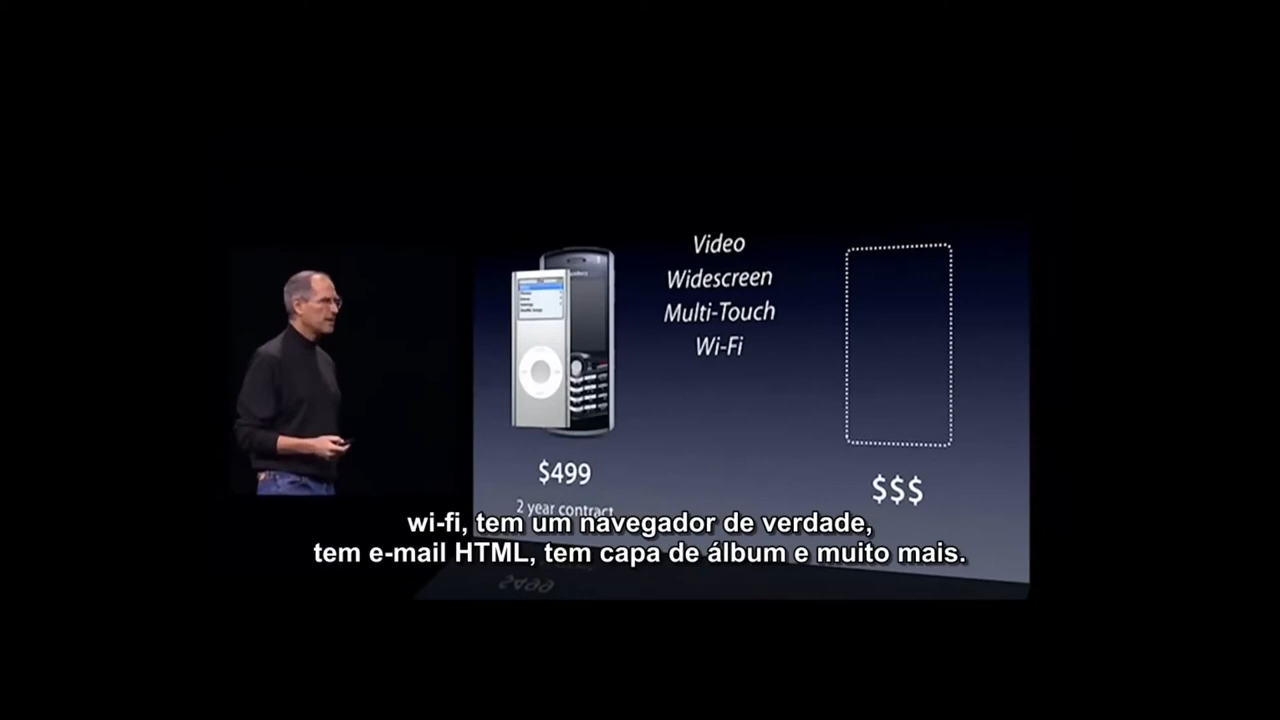 Video
Widescreen
Multi-Touch
Wi-Fi
$499
2 year contract
$$$
wi-fi, tem um navegador de verdade,
tem e-mail HTML, tem capa de álbum e muito mais.